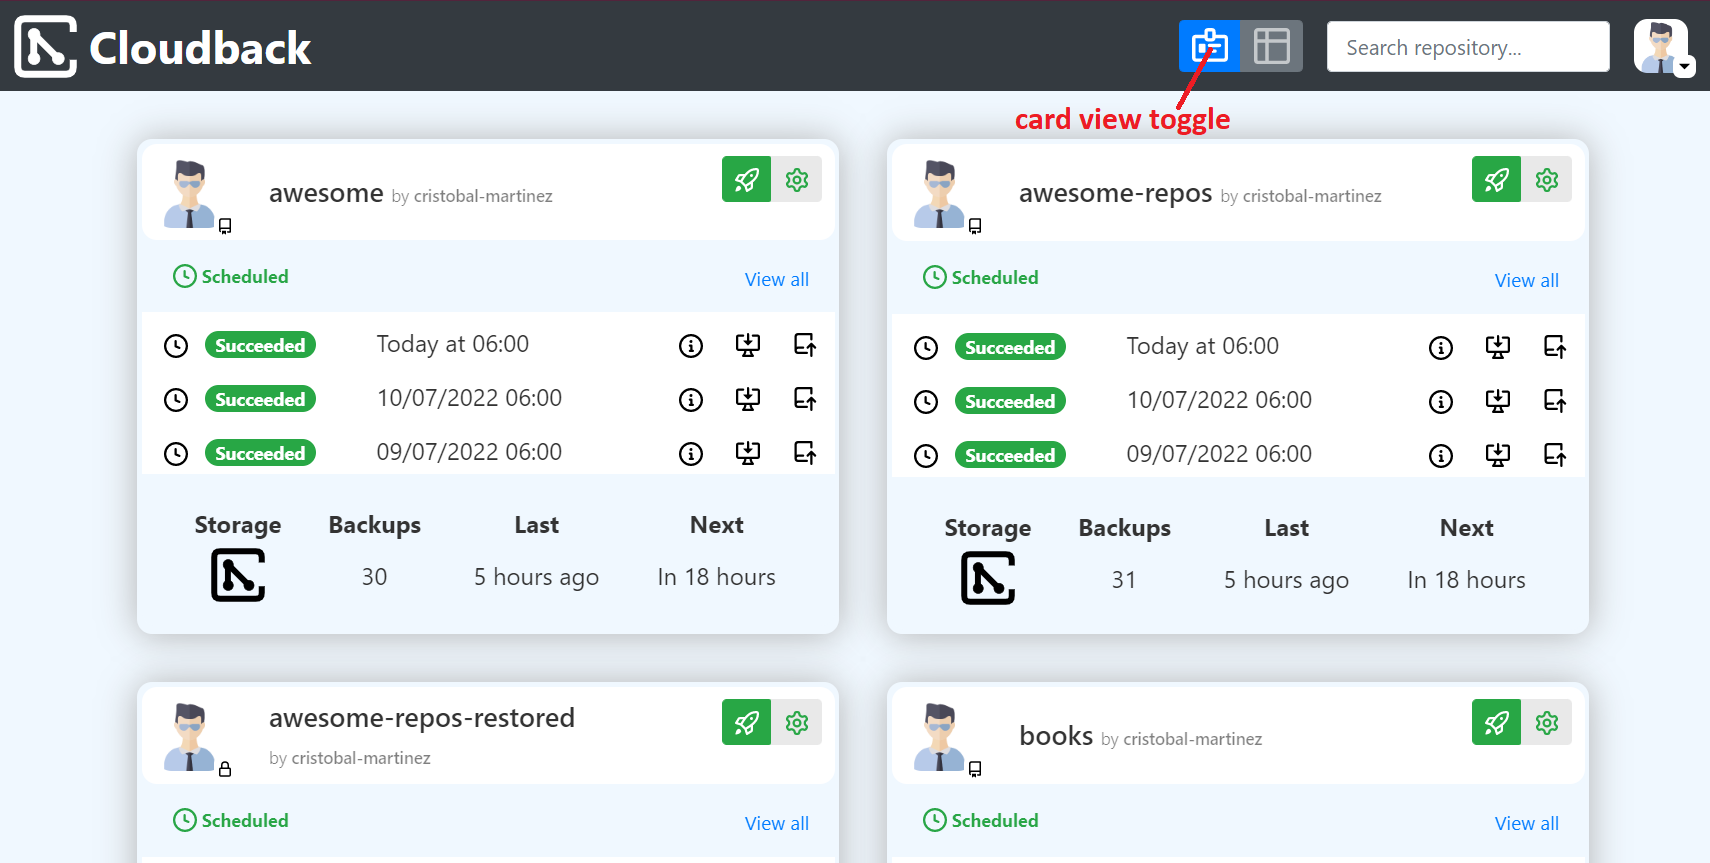 Cloudback
Search repository...
card view toggle
awesome by cristobal-martinez
Scheduled
View all
Succeeded Today at 06:00
Succeeded 10/07/2022 06:00
Succeeded 09/07/2022 06:00
Storage Backups Last Next
30 5 hours ago In 18 hours
awesome-repos by cristobal-martinez
Scheduled
View all
Succeeded Today at 06:00
Succeeded 10/07/2022 06:00
Succeeded 09/07/2022 06:00
Storage Backups Last Next
31 5 hours ago In 18 hours
awesome-repos-restored
by cristobal-martinez
Scheduled
View all
books by cristobal-martinez
Scheduled
View all